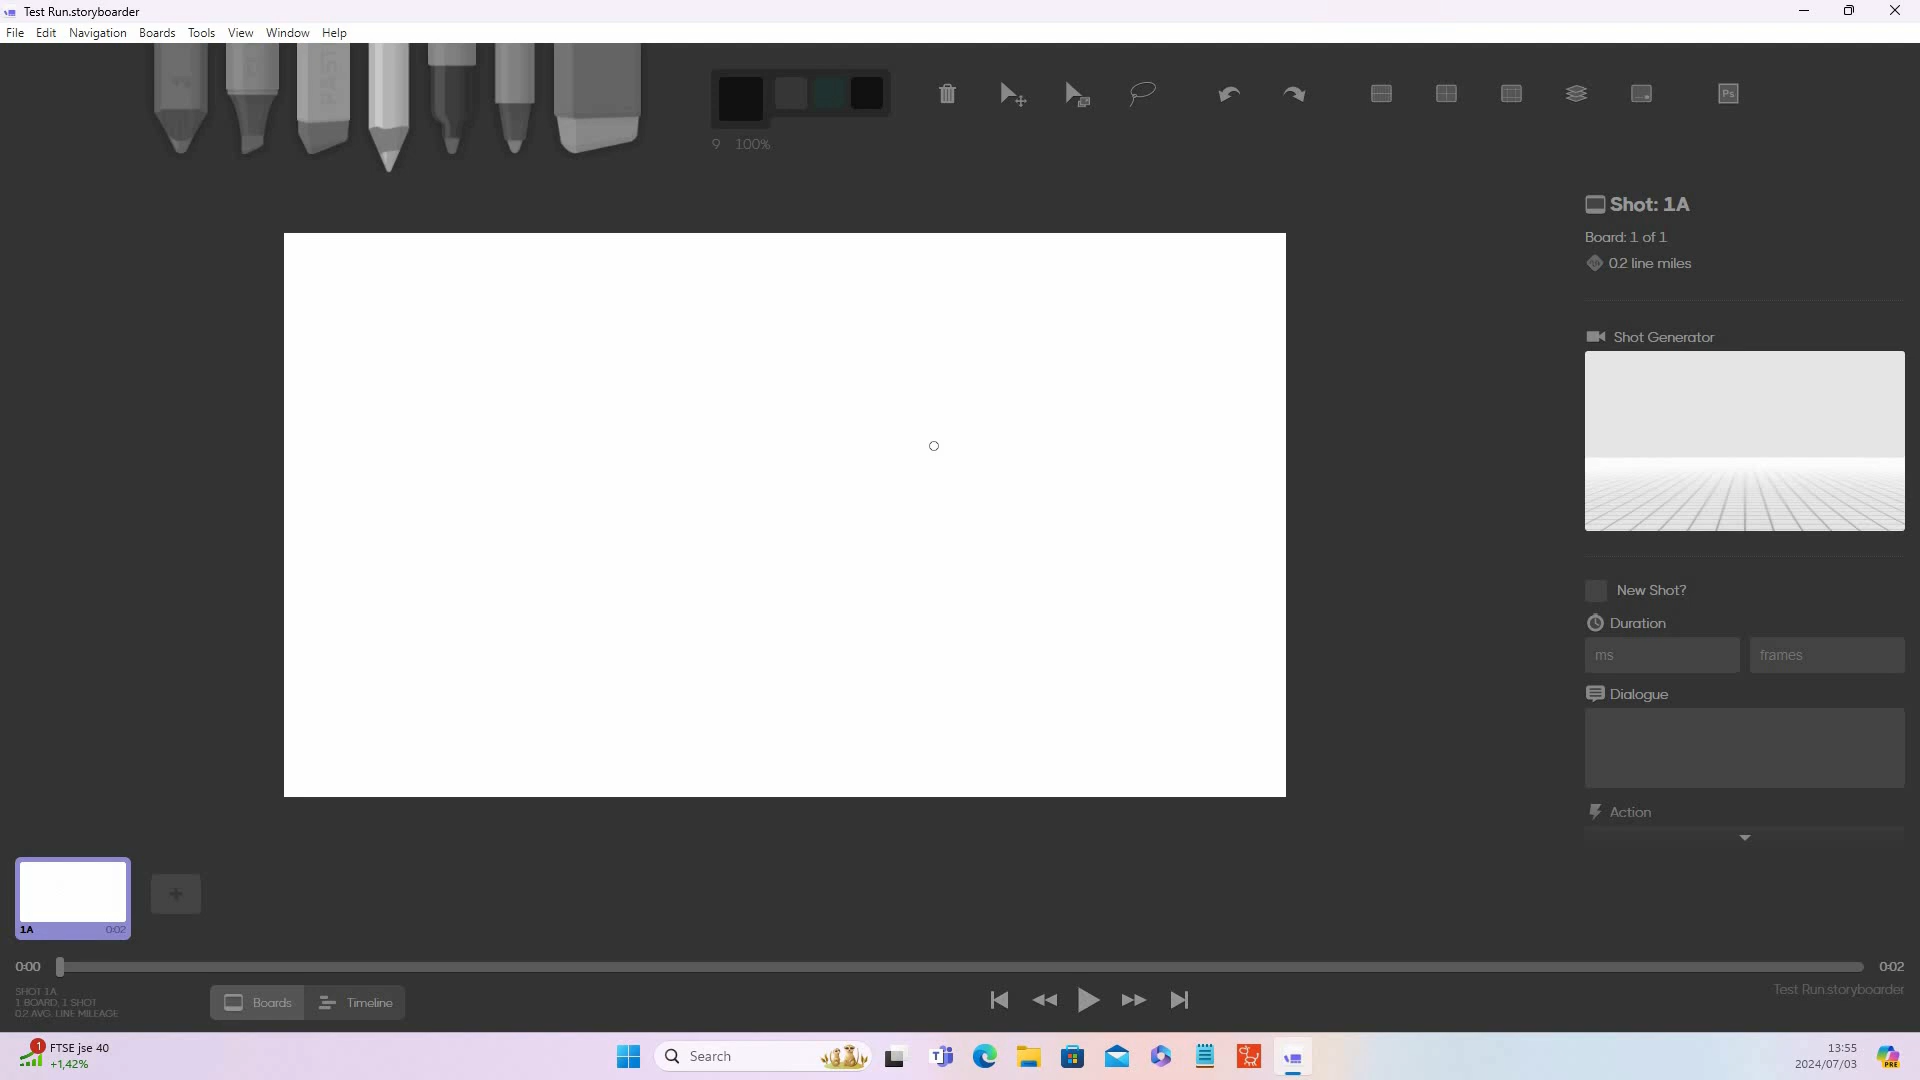 Test Run.storyboarder
File Edit Navigation Boards Tools View Window Help
Ps
9 100%
Shot: 1A
Board: 1 of 1
0.2 line miles
Shot Generator
New Shot?
Duration
ms frames
Dialogue
Action
1A 0:02
0:00 0:02
SHOT 1A
1 BOARD, 1 SHOT
0.2 AVG. LINE MILEAGE
Boards Timeline
Test Run.storyboarder
1 FTSE jse 40
+1,42%
Search
13:55
2024/07/03
PRE